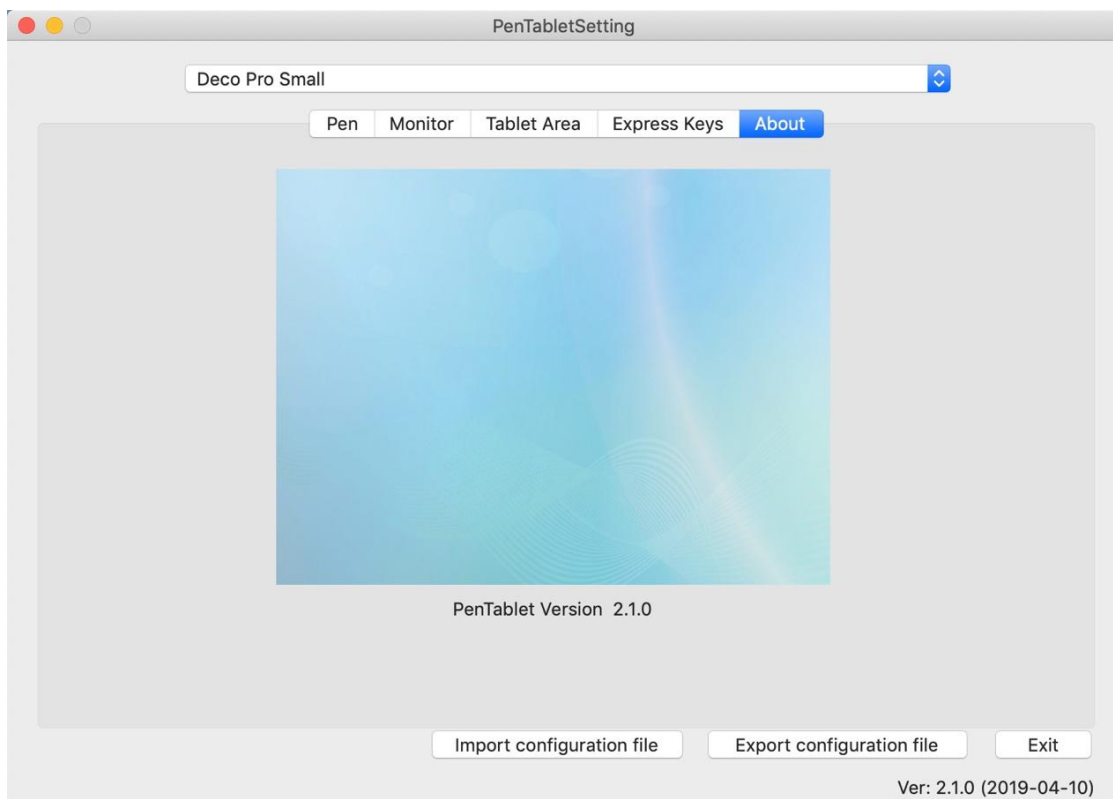 PenTabletSetting
Deco Pro Small
Pen Monitor Tablet Area Express Keys About
PenTablet Version 2.1.0
Import configuration file Export configuration file Exit
Ver: 2.1.0 (2019-04-10)